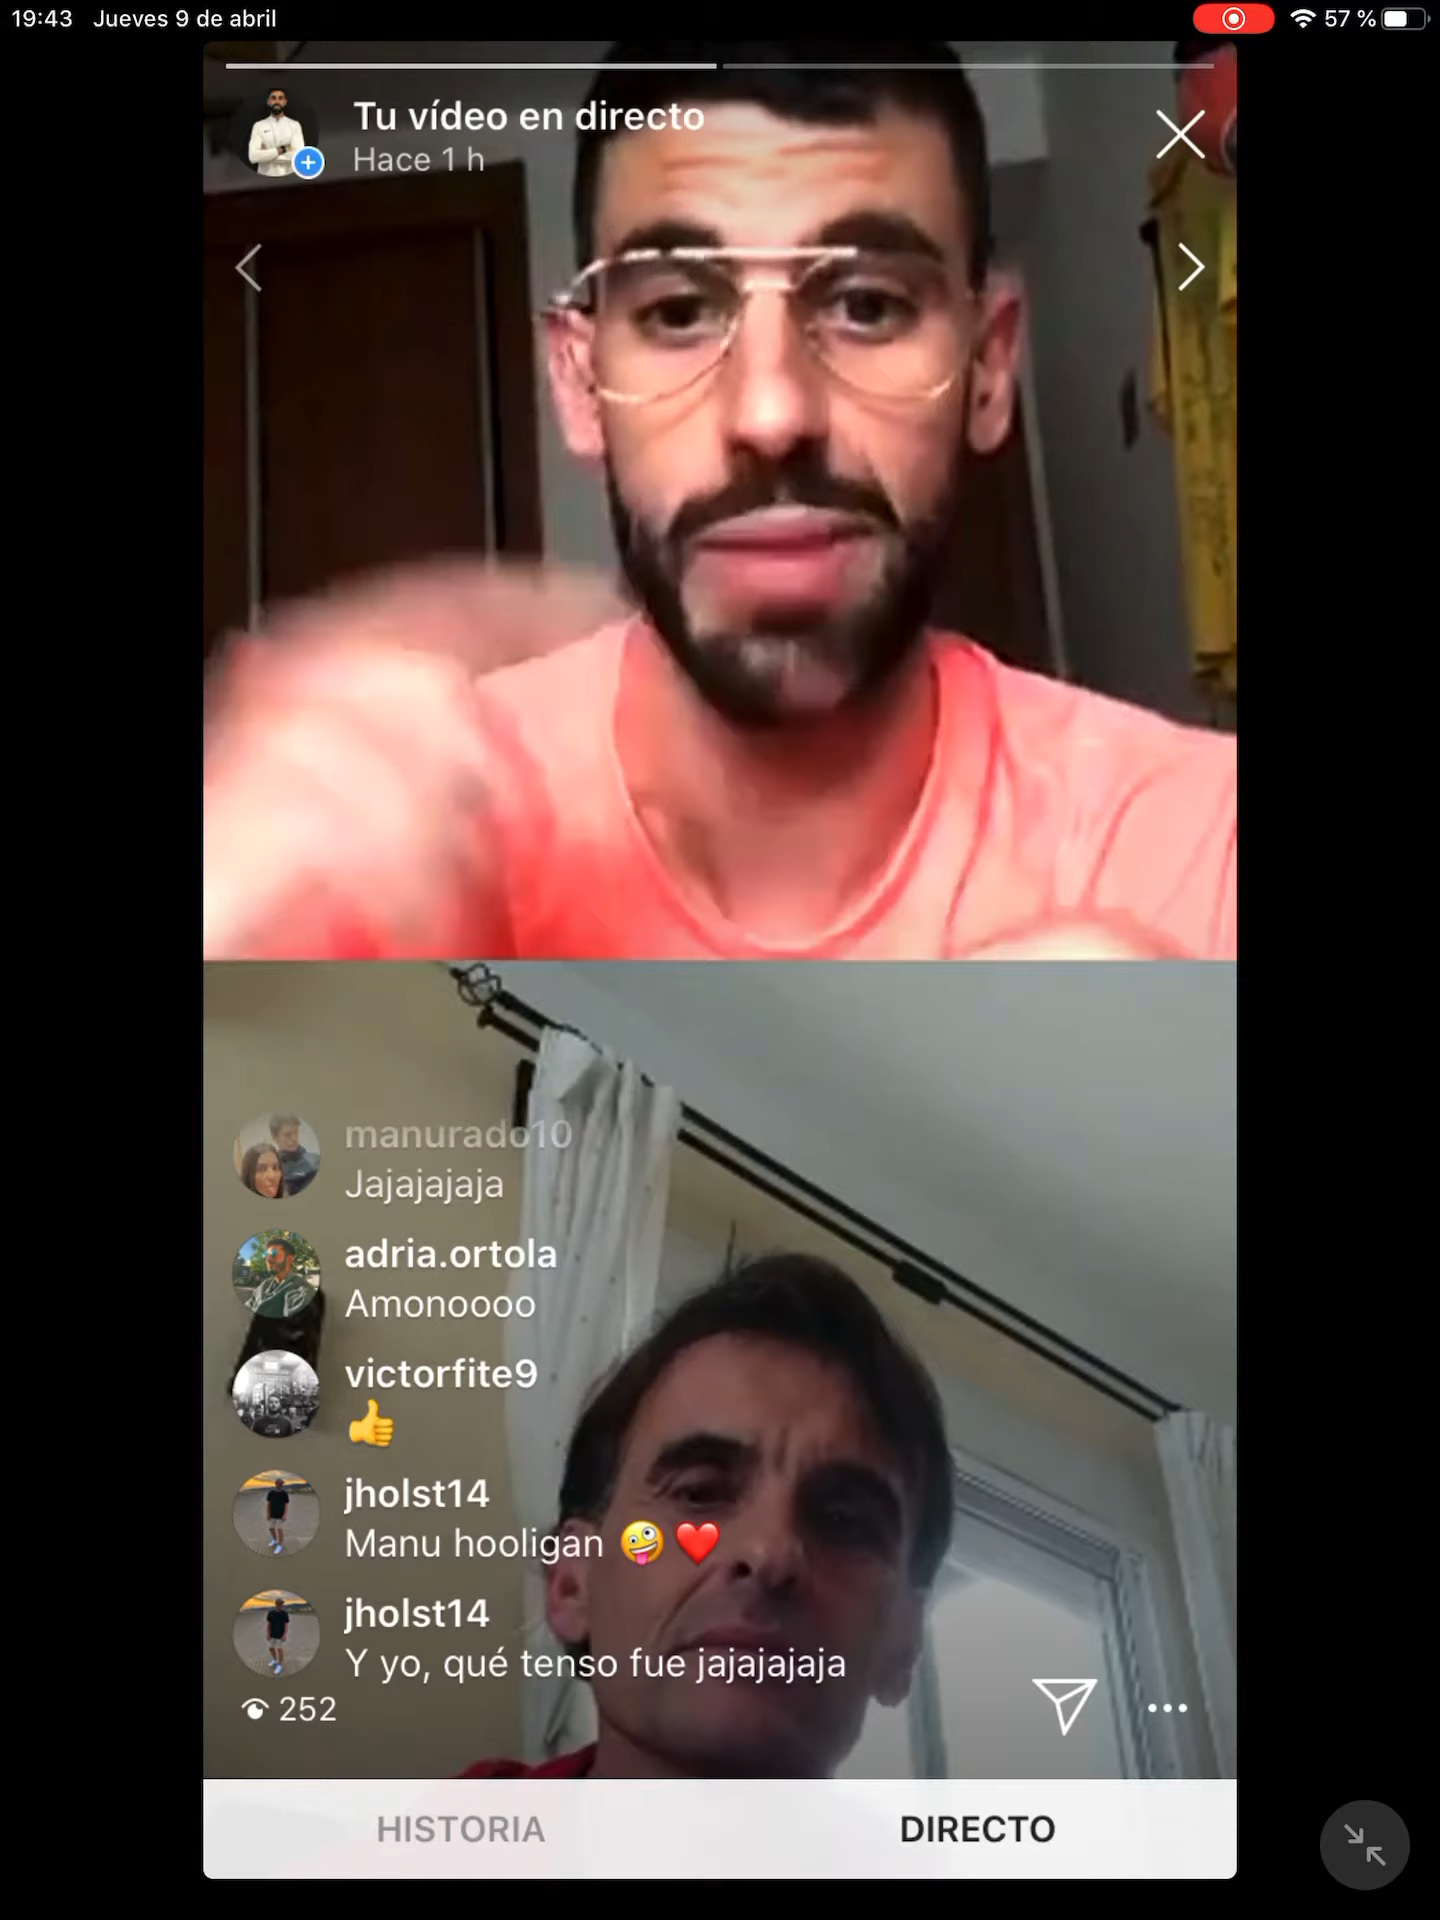 19:43 Jueves 9 de abril
57 %
Tu vídeo en directo
Hace 1 h
manurado10
Jajajajaja
adria.ortola
Amonoooo
victorfite9
👍
jholst14
Manu hooligan 🤪 ❤️
jholst14
Y yo, qué tenso fue jajajajaja
252
HISTORIA
DIRECTO